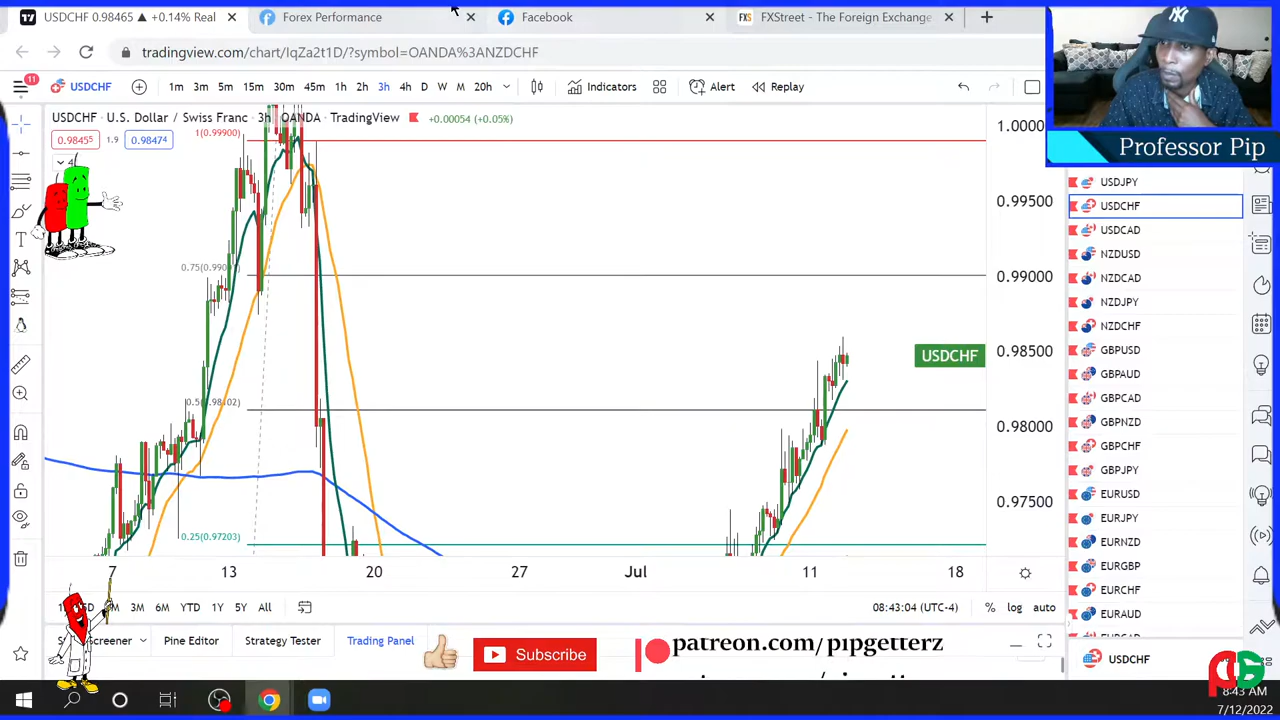 USDCHF 0.98465 ▲ +0.14% Real
Forex Performance
Facebook
FXStreet - The Foreign Exchange
tradingview.com/chart/IqZa2t1D/?symbol=OANDA%3ANZDCHF
11
USDCHF
1m 3m 5m 15m 30m 45m 1h 2h 3h 4h D W M 20h
Indicators
Alert
Replay
Professor Pip
USDCHF · U.S. Dollar / Swiss Franc · 3h · OANDA · TradingView
+0.00054 (+0.05%)
0.98455
1.9
0.98474
4
1(0.99900)
0.5(0.98102)
0.25(0.97203)
USDCHF
1.00000
0.99500
0.99000
0.98500
0.98000
0.97500
7 13 20 27 Jul 11 18
3M 6M YTD 1Y 5Y All
08:43:04 (UTC-4)
% log auto
Pine Editor
Strategy Tester
Trading Panel
Subscribe
patreon.com/pipgetterz
USDJPY
USDCHF
USDCAD
NZDUSD
NZDCAD
NZDJPY
NZDCHF
GBPUSD
GBPAUD
GBPCAD
GBPNZD
GBPCHF
GBPJPY
EURUSD
EURJPY
EURNZD
EURGBP
EURCHF
EURAUD
USDCHF
PG
8:43 AM
7/12/2022